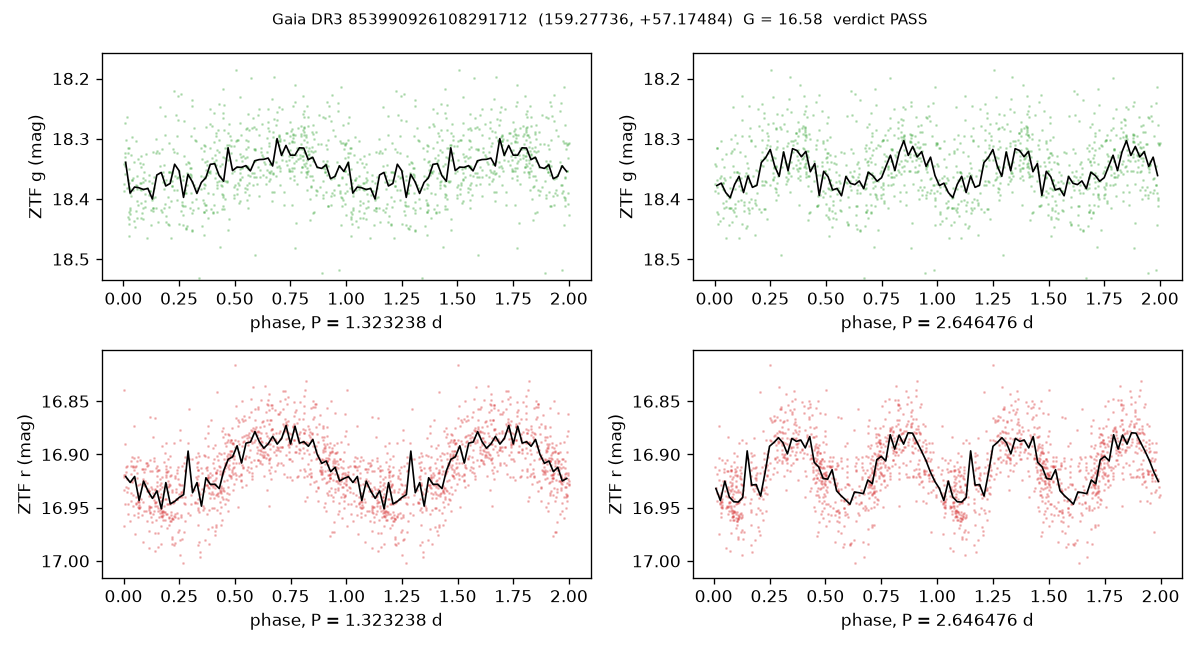 Gaia DR3 853990926108291712  (159.27736, +57.17484)  G = 16.58  verdict PASS
18.2
18.3
18.4
18.5
ZTF g (mag)
0.00 0.25 0.50 0.75 1.00 1.25 1.50 1.75 2.00
phase, P = 1.323238 d
18.2
18.3
18.4
18.5
ZTF g (mag)
0.00 0.25 0.50 0.75 1.00 1.25 1.50 1.75 2.00
phase, P = 2.646476 d
16.85
16.90
16.95
17.00
ZTF r (mag)
0.00 0.25 0.50 0.75 1.00 1.25 1.50 1.75 2.00
phase, P = 1.323238 d
16.85
16.90
16.95
17.00
ZTF r (mag)
0.00 0.25 0.50 0.75 1.00 1.25 1.50 1.75 2.00
phase, P = 2.646476 d